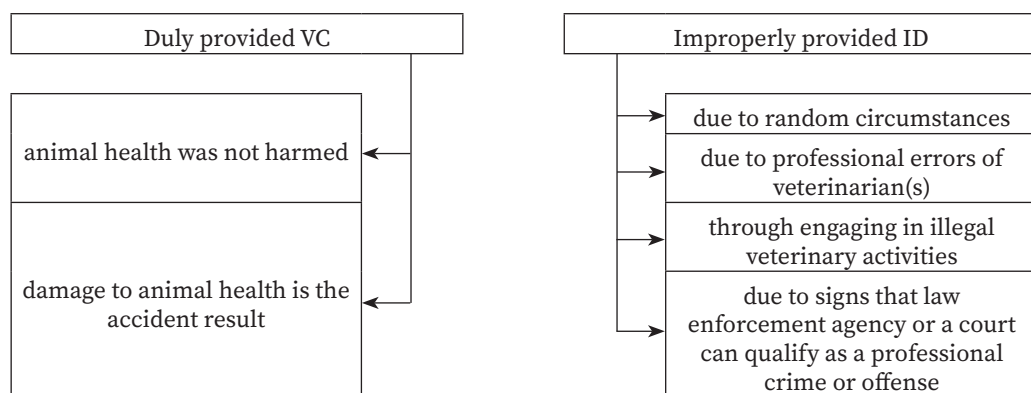 Duly provided VC
animal health was not harmed
damage to animal health is the
accident result
Improperly provided ID
due to random circumstances
due to professional errors of
veterinarian(s)
through engaging in illegal
veterinary activities
due to signs that law
enforcement agency or a court
can qualify as a professional
crime or offense